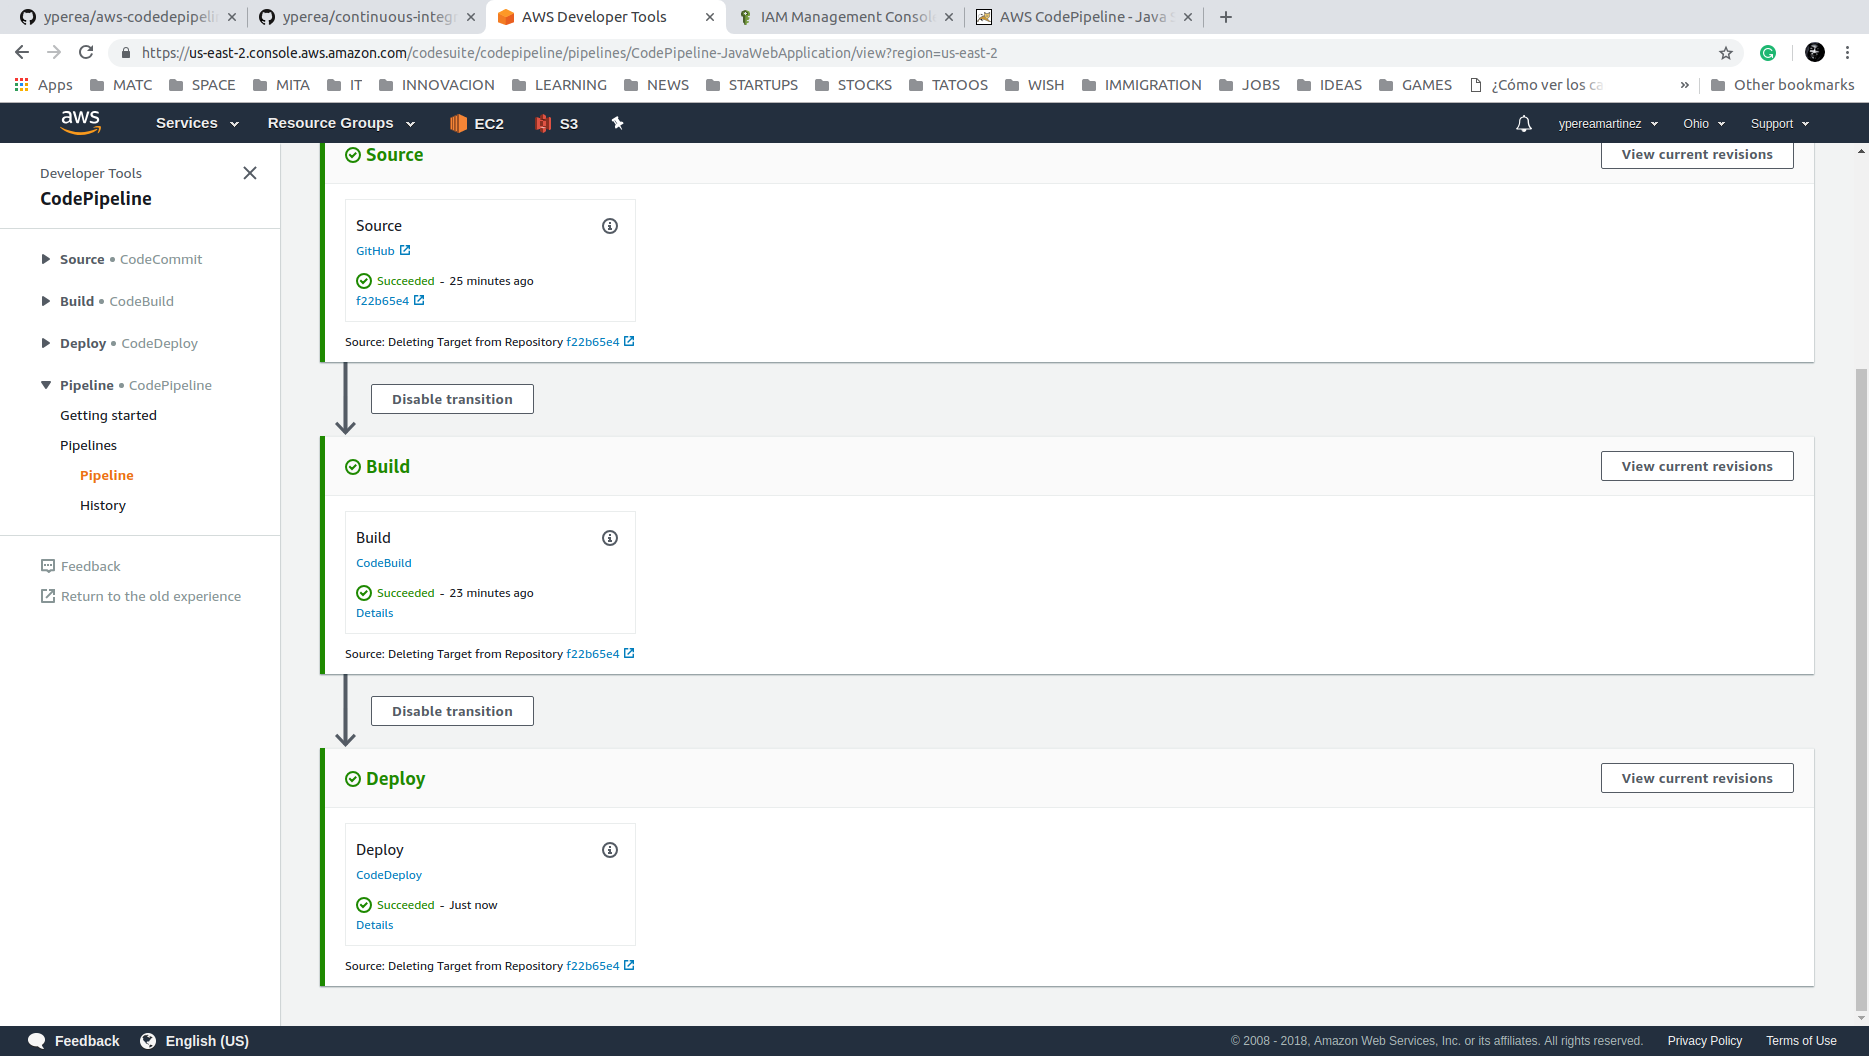 yperea/aws-codedepipeli
yperea/continuous-integr
AWS Developer Tools
IAM Management Consol
AWS CodePipeline - Java S
https://us-east-2.console.aws.amazon.com/codesuite/codepipeline/pipelines/CodePipeline-JavaWebApplication/view?region=us-east-2
Apps MATC SPACE MITA IT INNOVACION LEARNING NEWS STARTUPS STOCKS TATOOS WISH IMMIGRATION JOBS IDEAS GAMES ¿Cómo ver los ca » Other bookmarks
aws Services Resource Groups EC2 S3 ypereamartinez Ohio Support
Developer Tools
CodePipeline
Source • CodeCommit
Build • CodeBuild
Deploy • CodeDeploy
Pipeline • CodePipeline
Getting started
Pipelines
Pipeline
History
Feedback
Return to the old experience
Source
View current revisions
Source
GitHub
Succeeded - 25 minutes ago
f22b65e4
Source: Deleting Target from Repository f22b65e4
Disable transition
Build
View current revisions
Build
CodeBuild
Succeeded - 23 minutes ago
Details
Source: Deleting Target from Repository f22b65e4
Disable transition
Deploy
View current revisions
Deploy
CodeDeploy
Succeeded - Just now
Details
Source: Deleting Target from Repository f22b65e4
Feedback English (US)
© 2008 - 2018, Amazon Web Services, Inc. or its affiliates. All rights reserved. Privacy Policy Terms of Use